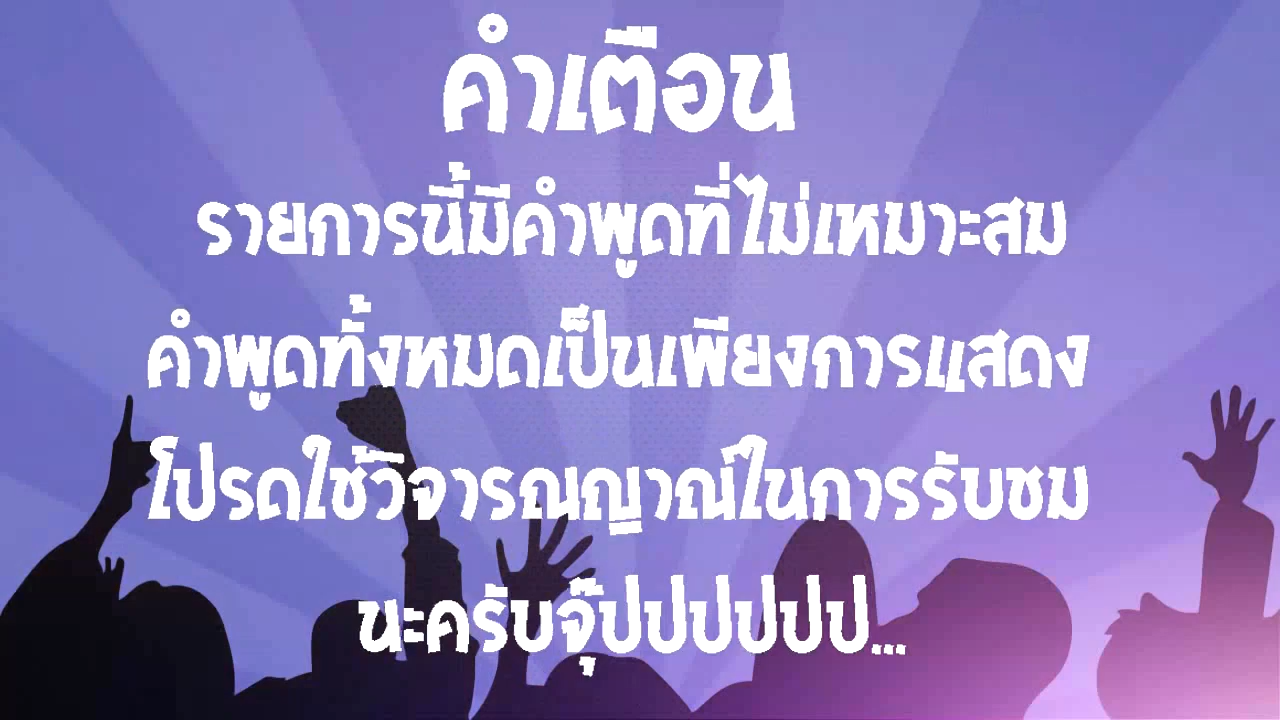 คำเตือน
รายการนี้มีคำพูดที่ไม่เหมาะสม
คำพูดทั้งหมดเป็นเพียงการแสดง
โปรดใช้วิจารณญาณ์ในการรับชม
นะครับจุ๊ปปปปปป...